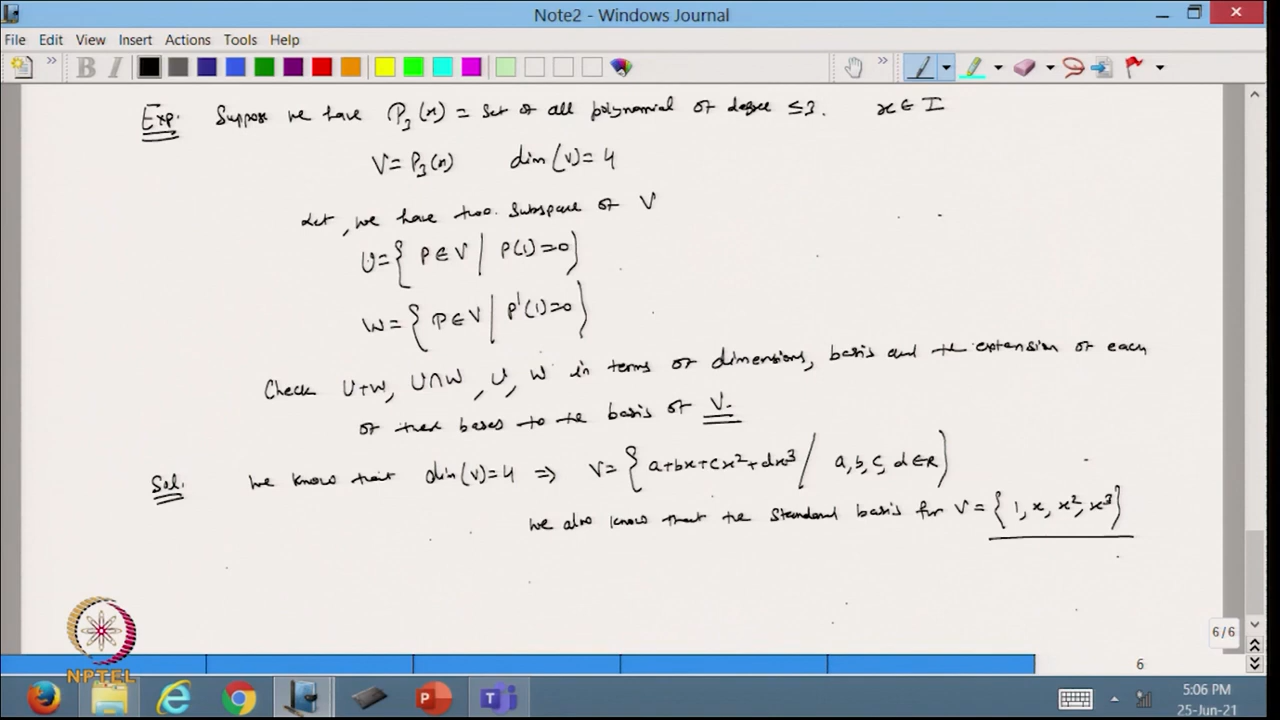 Note2 - Windows Journal
File Edit View Insert Actions Tools Help
Exp. Suppose we have P₃(x) = Set of all polynomial of degree ≤3. x ∈ I
V = P₃(x) dim(V) = 4
Let, we have two subspace of V
U = { P ∈ V | P(1) = 0 }
W = { P ∈ V | P'(1) = 0 }
Check U+W, U∩W, U, W in terms of dimensions, basis and the extension of each
of their bases to the basis of V.
Sol. We know that dim(V) = 4 ⇒ V = { a+bx+cx²+dx³ / a, b, c, d ∈ R }
We also know that the standard basis for V = { 1, x, x², x³ }
6/6
6
NPTEL
5:06 PM
25-Jun-21